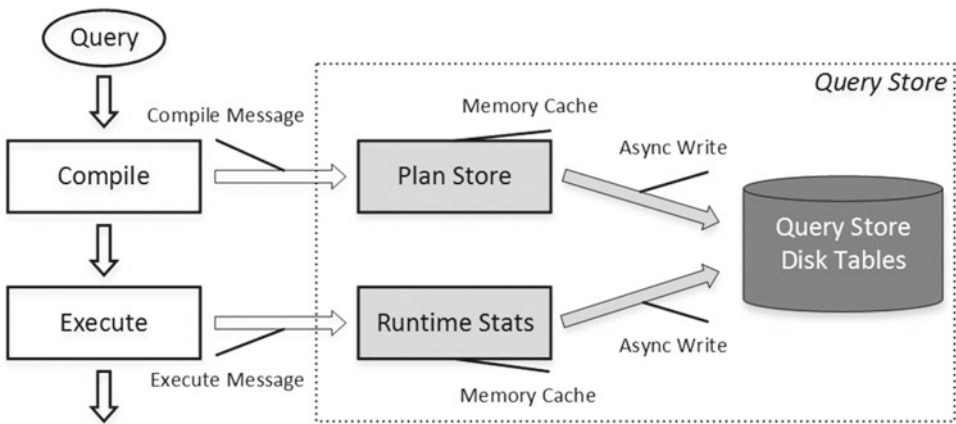 Query
Query Store
Memory Cache
Compile Message
Async Write
Compile
Plan Store
Query Store
Disk Tables
Execute
Runtime Stats
Async Write
Execute Message
Memory Cache